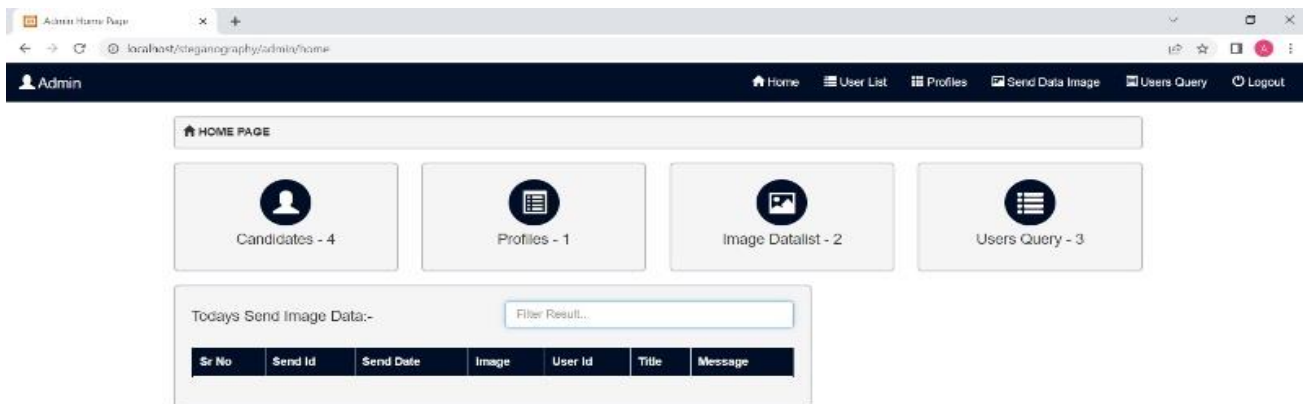 Admin Home Page
localhost/steganography/admin/home
A
Admin Home User List Profiles Send Data Image Users Query Logout
HOME PAGE
Candidates - 4 Profiles - 1 Image Datalist - 2 Users Query - 3
Todays Send Image Data:- Filter Result...
Sr No Send Id Send Date Image User Id Title Message